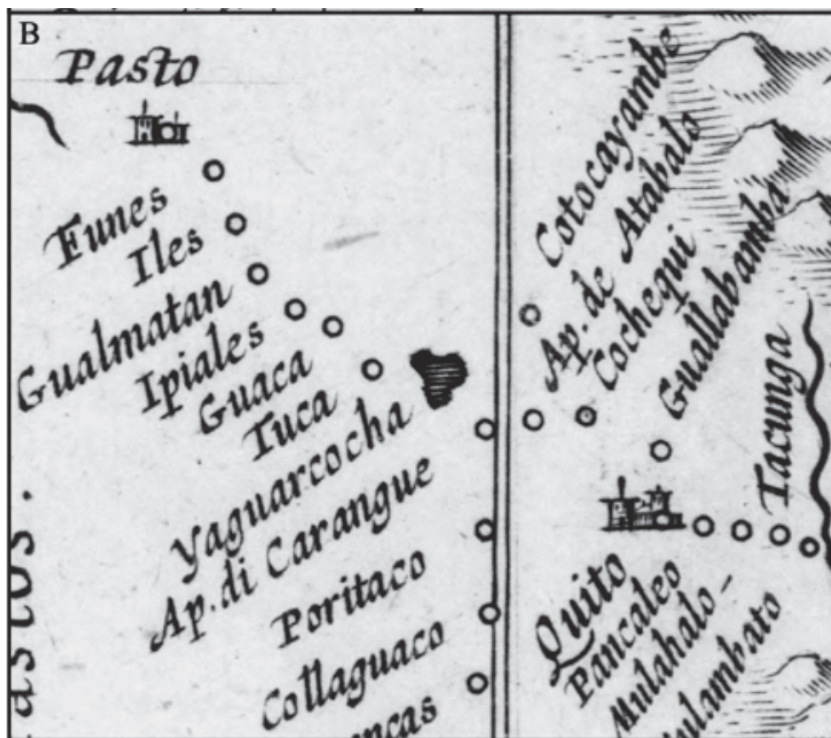 B
Pasto
Funes
Iles
Gualmatan
Ipiales
Guaca
Tuca
Yaguarcocha
Ap. di Carangue
Poritaco
Collaguaco
Cotocayambe
Ap. de Atabalo
Cochequi
Guallabamba
Tacunga
Quito
Pancaleo
Mulahalo-